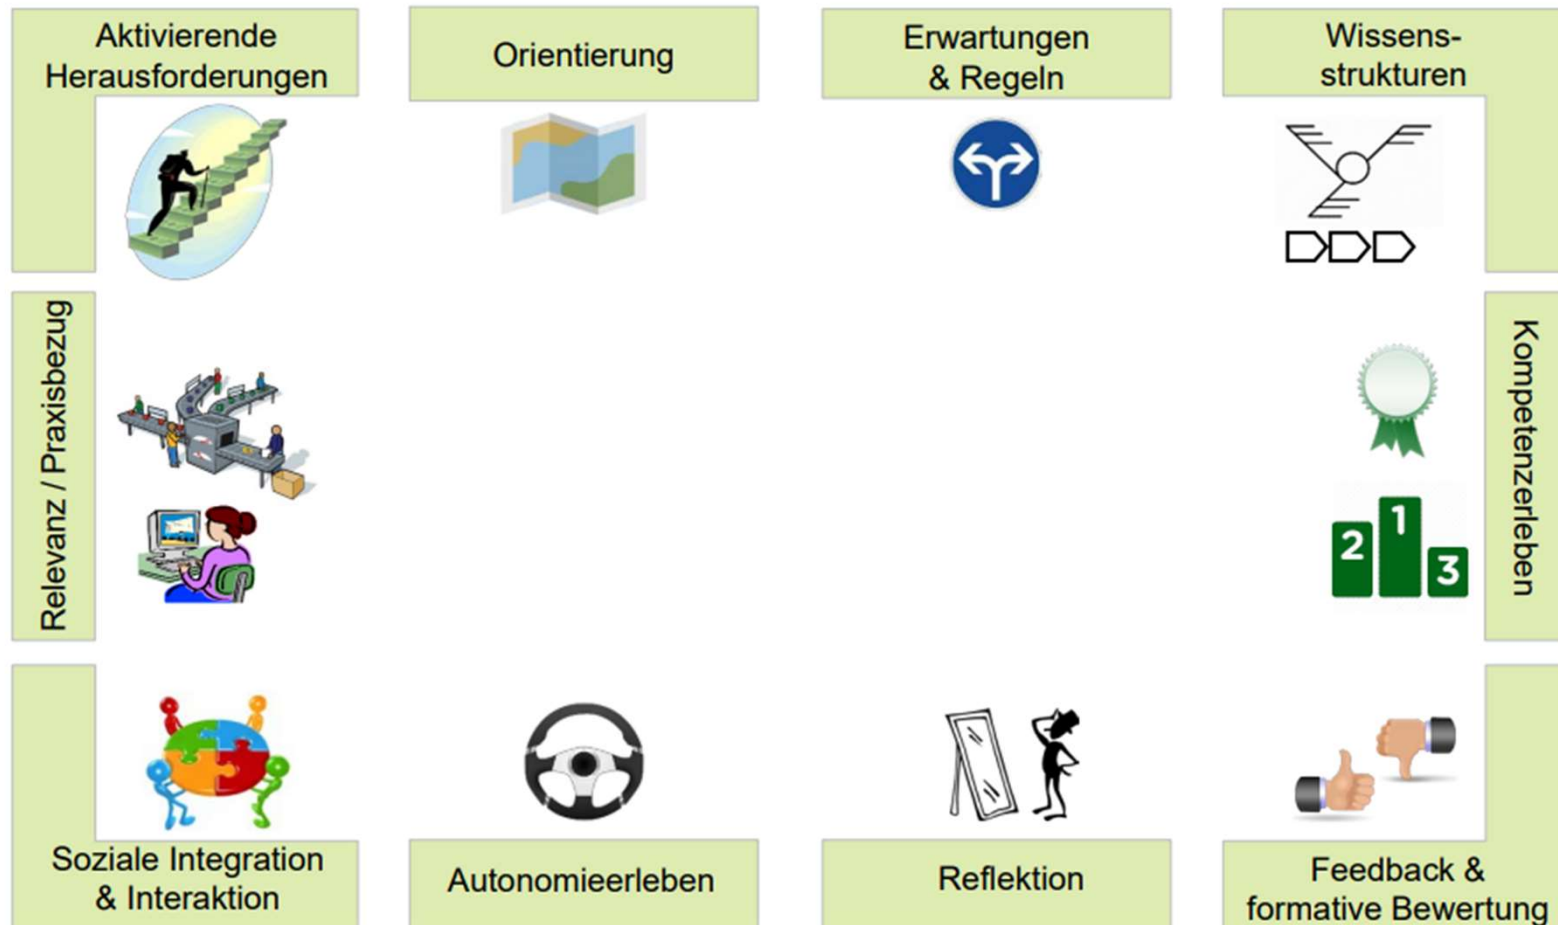 Aktivierende
Herausforderungen
Orientierung
Erwartungen
& Regeln
Wissens-
strukturen
Relevanz / Praxisbezug
Kompetenzerleben
2
1
3
Soziale Integration
& Interaktion
Autonomieerleben
Reflektion
Feedback &
formative Bewertung